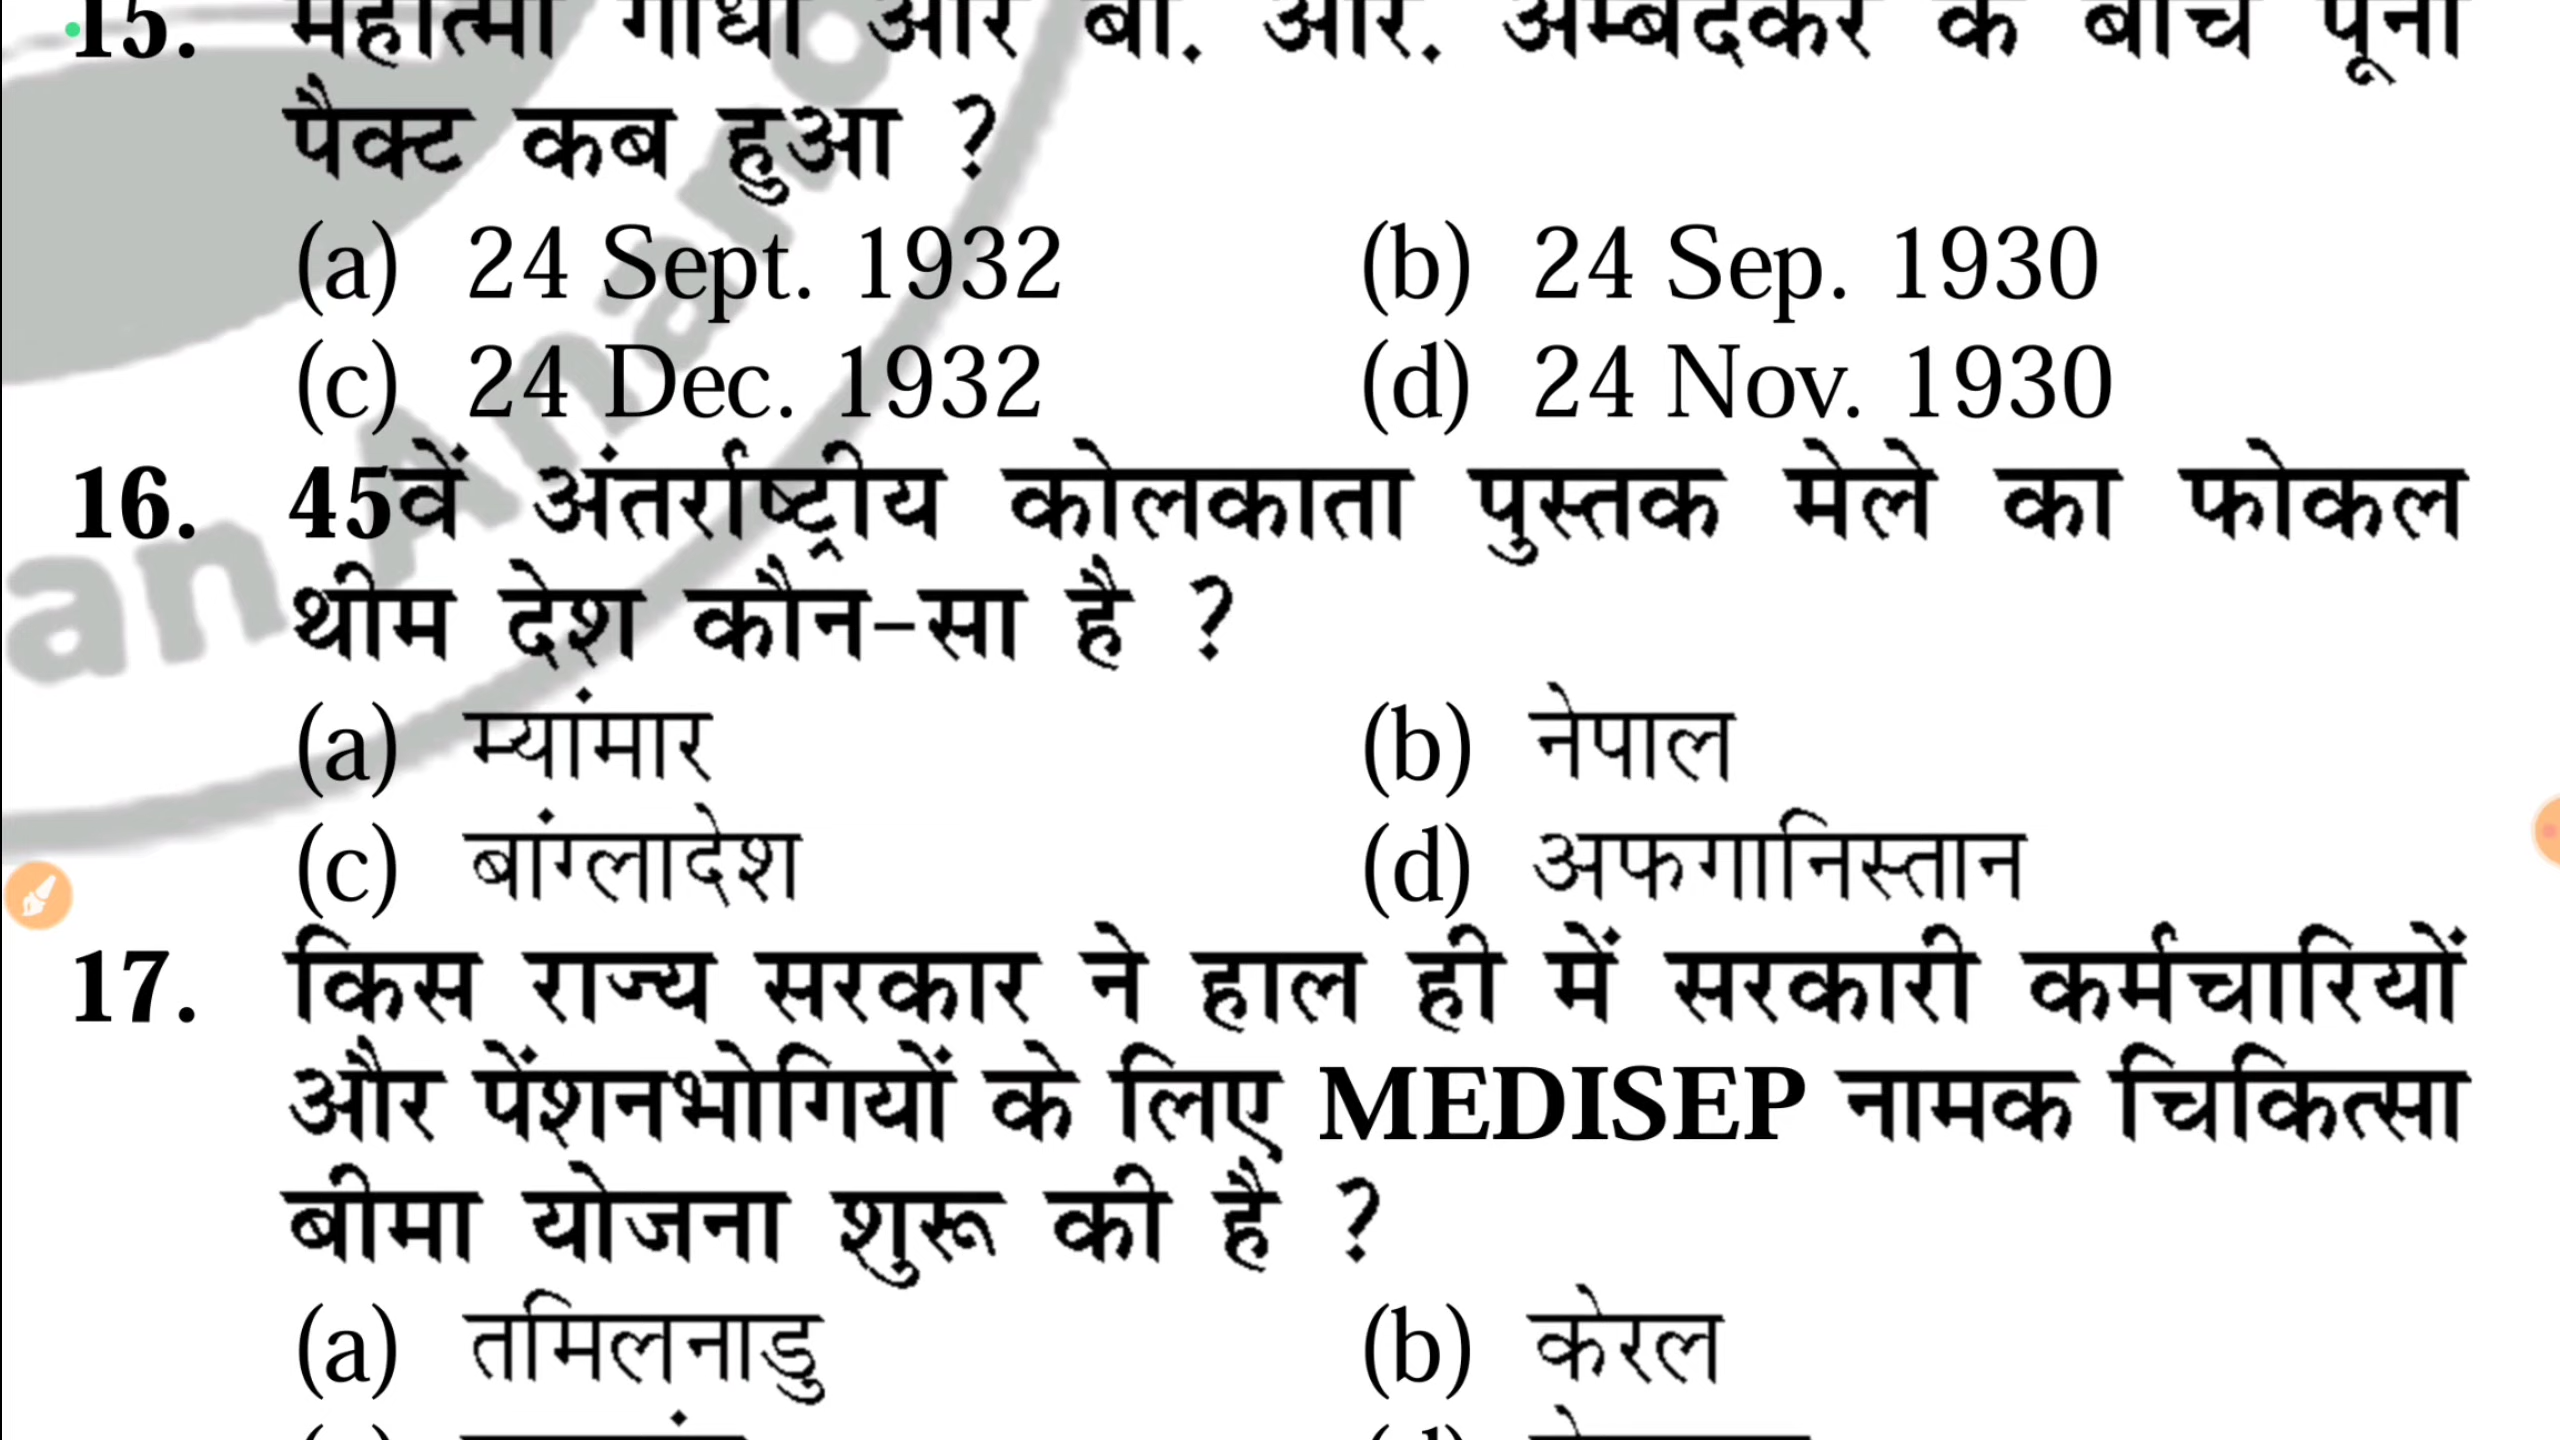 15. महात्मा गांधी और बी. आर. अम्बेदकर के बीच पूना
पैक्ट कब हुआ ?
(a) 24 Sept. 1932 (b) 24 Sep. 1930
(c) 24 Dec. 1932 (d) 24 Nov. 1930
16. 45वें अंतर्राष्ट्रीय कोलकाता पुस्तक मेले का फोकल
थीम देश कौन-सा है ?
(a) म्यांमार (b) नेपाल
(c) बांग्लादेश (d) अफगानिस्तान
17. किस राज्य सरकार ने हाल ही में सरकारी कर्मचारियों
और पेंशनभोगियों के लिए MEDISEP नामक चिकित्सा
बीमा योजना शुरू की है ?
(a) तमिलनाडु (b) केरल